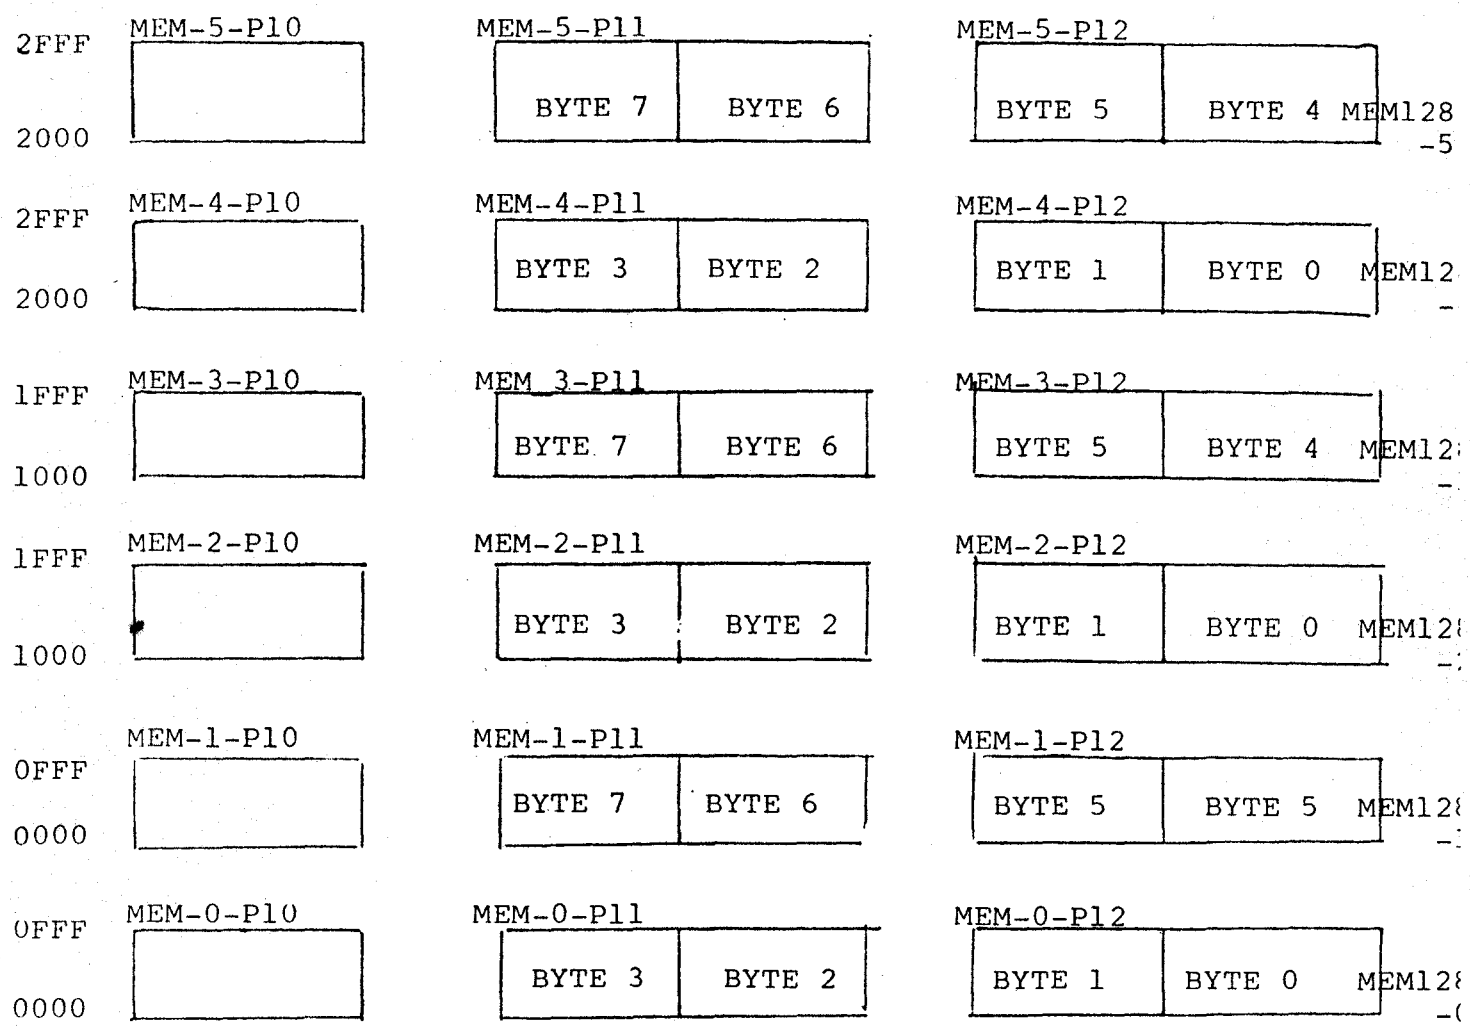 MEM-5-P10 MEM-5-P11 MEM-5-P12
2FFF
BYTE 7 BYTE 6 BYTE 5 BYTE 4 MEM128
2000 -5
MEM-4-P10 MEM-4-P11 MEM-4-P12
2FFF
BYTE 3 BYTE 2 BYTE 1 BYTE 0 MEM12
2000 -
MEM-3-P10 MEM 3-P11 MEM-3-P12
1FFF
BYTE 7 BYTE 6 BYTE 5 BYTE 4 MEM12
1000 -
MEM-2-P10 MEM-2-P11 MEM-2-P12
1FFF
BYTE 3 BYTE 2 BYTE 1 BYTE 0 MEM128
1000 -
MEM-1-P10 MEM-1-P11 MEM-1-P12
0FFF
BYTE 7 BYTE 6 BYTE 5 BYTE 5 MEM128
0000 -
MEM-0-P10 MEM-0-P11 MEM-0-P12
0FFF
BYTE 3 BYTE 2 BYTE 1 BYTE 0 MEM128
0000 -